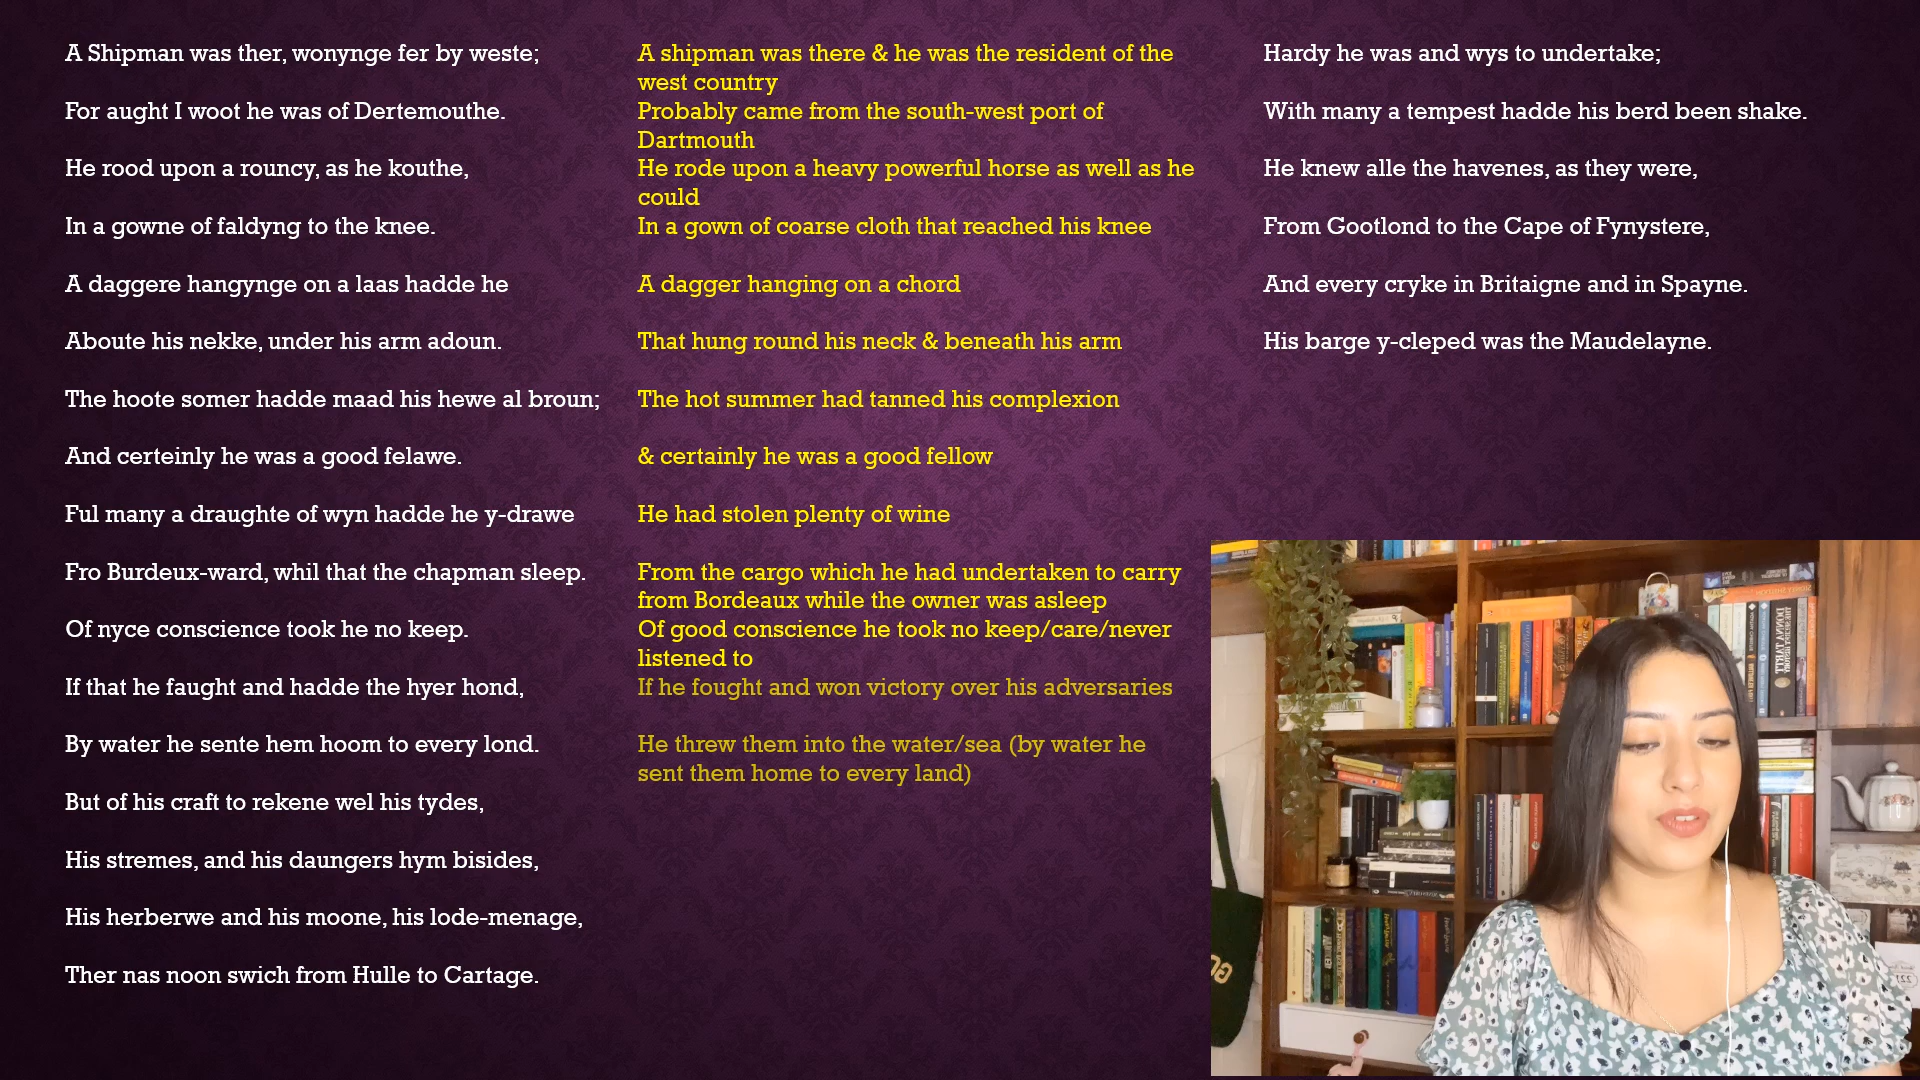 A Shipman was ther, wonynge fer by weste;
For aught I woot he was of Dertemouthe.
He rood upon a rouncy, as he kouthe,
In a gowne of faldyng to the knee.
A daggere hangynge on a laas hadde he
Aboute his nekke, under his arm adoun.
The hoote somer hadde maad his hewe al broun;
And certeinly he was a good felawe.
Ful many a draughte of wyn hadde he y-drawe
Fro Burdeux-ward, whil that the chapman sleep.
Of nyce conscience took he no keep.
If that he faught and hadde the hyer hond,
By water he sente hem hoom to every lond.
But of his craft to rekene wel his tydes,
His stremes, and his daungers hym bisides,
His herberwe and his moone, his lode-menage,
Ther nas noon swich from Hulle to Cartage.
A shipman was there & he was the resident of the
west country
Probably came from the south-west port of
Dartmouth
He rode upon a heavy powerful horse as well as he
could
In a gown of coarse cloth that reached his knee
A dagger hanging on a chord
That hung round his neck & beneath his arm
The hot summer had tanned his complexion
& certainly he was a good fellow
He had stolen plenty of wine
From the cargo which he had undertaken to carry
from Bordeaux while the owner was asleep
Of good conscience he took no keep/care/never
listened to
If he fought and won victory over his adversaries
He threw them into the water/sea (by water he
sent them home to every land)
Hardy he was and wys to undertake;
With many a tempest hadde his berd been shake.
He knew alle the havenes, as they were,
From Gootlond to the Cape of Fynystere,
And every cryke in Britaigne and in Spayne.
His barge y-cleped was the Maudelayne.
DONNA TARTT
221